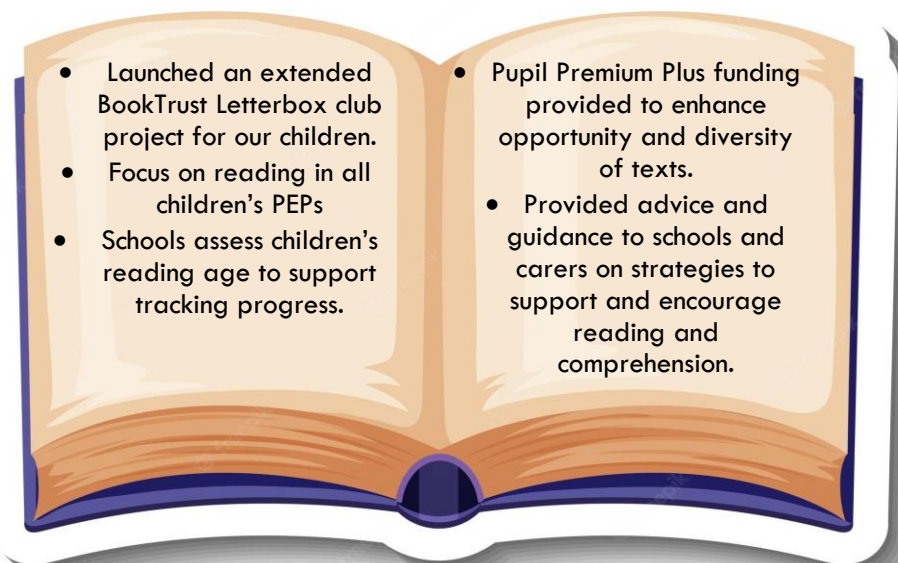 • Launched an extended
BookTrust Letterbox club
project for our children.
• Focus on reading in all
children's PEPs
• Schools assess children's
reading age to support
tracking progress.
• Pupil Premium Plus funding
provided to enhance
opportunity and diversity
of texts.
• Provided advice and
guidance to schools and
carers on strategies to
support and encourage
reading and
comprehension.